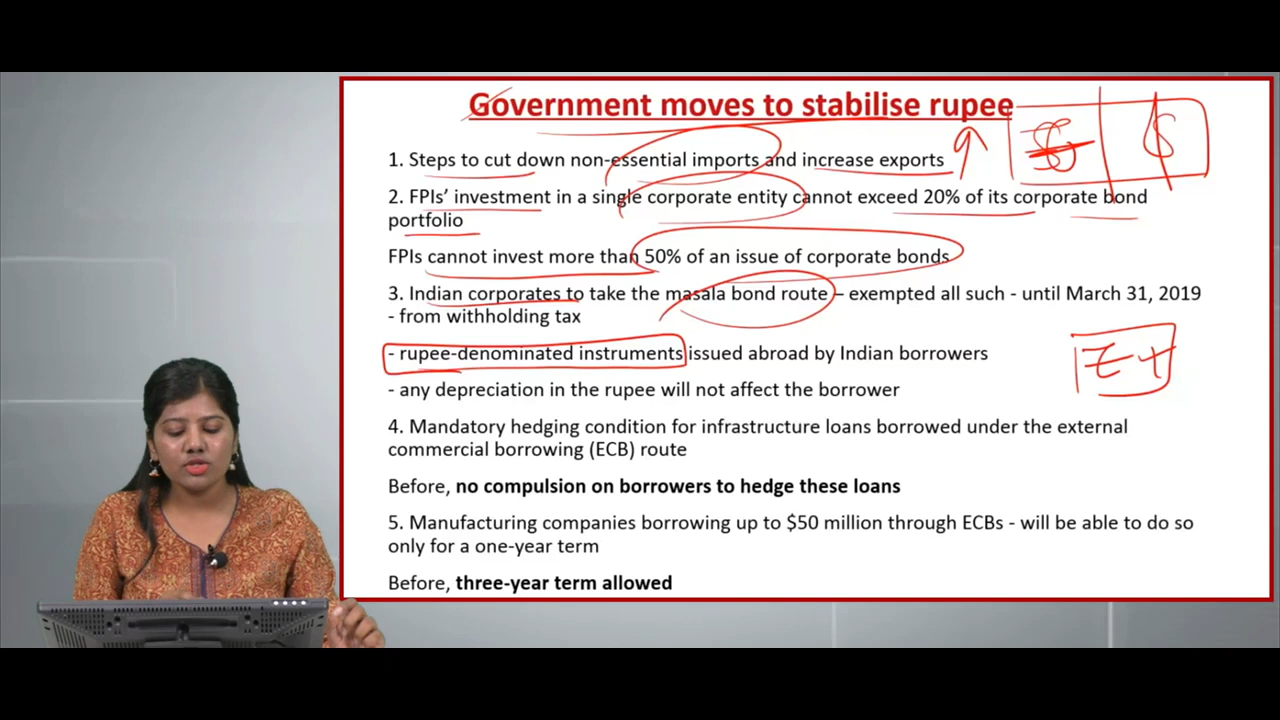 Government moves to stabilise rupee
1. Steps to cut down non-essential imports and increase exports
2. FPIs’ investment in a single corporate entity cannot exceed 20% of its corporate bond
portfolio
FPIs cannot invest more than 50% of an issue of corporate bonds
3. Indian corporates to take the masala bond route – exempted all such - until March 31, 2019
- from withholding tax
- rupee-denominated instruments issued abroad by Indian borrowers
- any depreciation in the rupee will not affect the borrower
4. Mandatory hedging condition for infrastructure loans borrowed under the external
commercial borrowing (ECB) route
Before, no compulsion on borrowers to hedge these loans
5. Manufacturing companies borrowing up to $50 million through ECBs - will be able to do so
only for a one-year term
Before, three-year term allowed